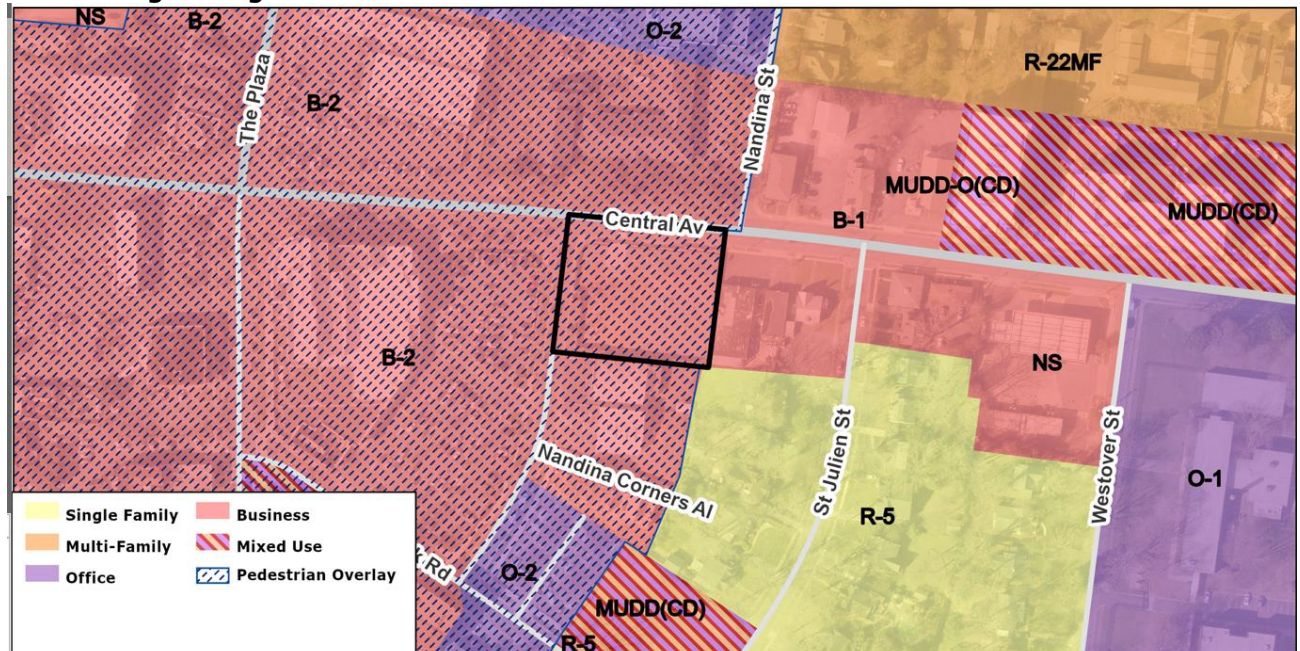 NS
B-2
O-2
R-22MF
The Plaza
B-2
Nandina St
MUDD-O(CD)
MUDD(CD)
Central Av
B-1
B-2
NS
St Julien St
Westover St
Nandina Corners Al
O-1
R-5
Single Family
Business
Multi-Family
Mixed Use
Office
Pedestrian Overlay
Rd
O-2
MUDD(CD)
R-5